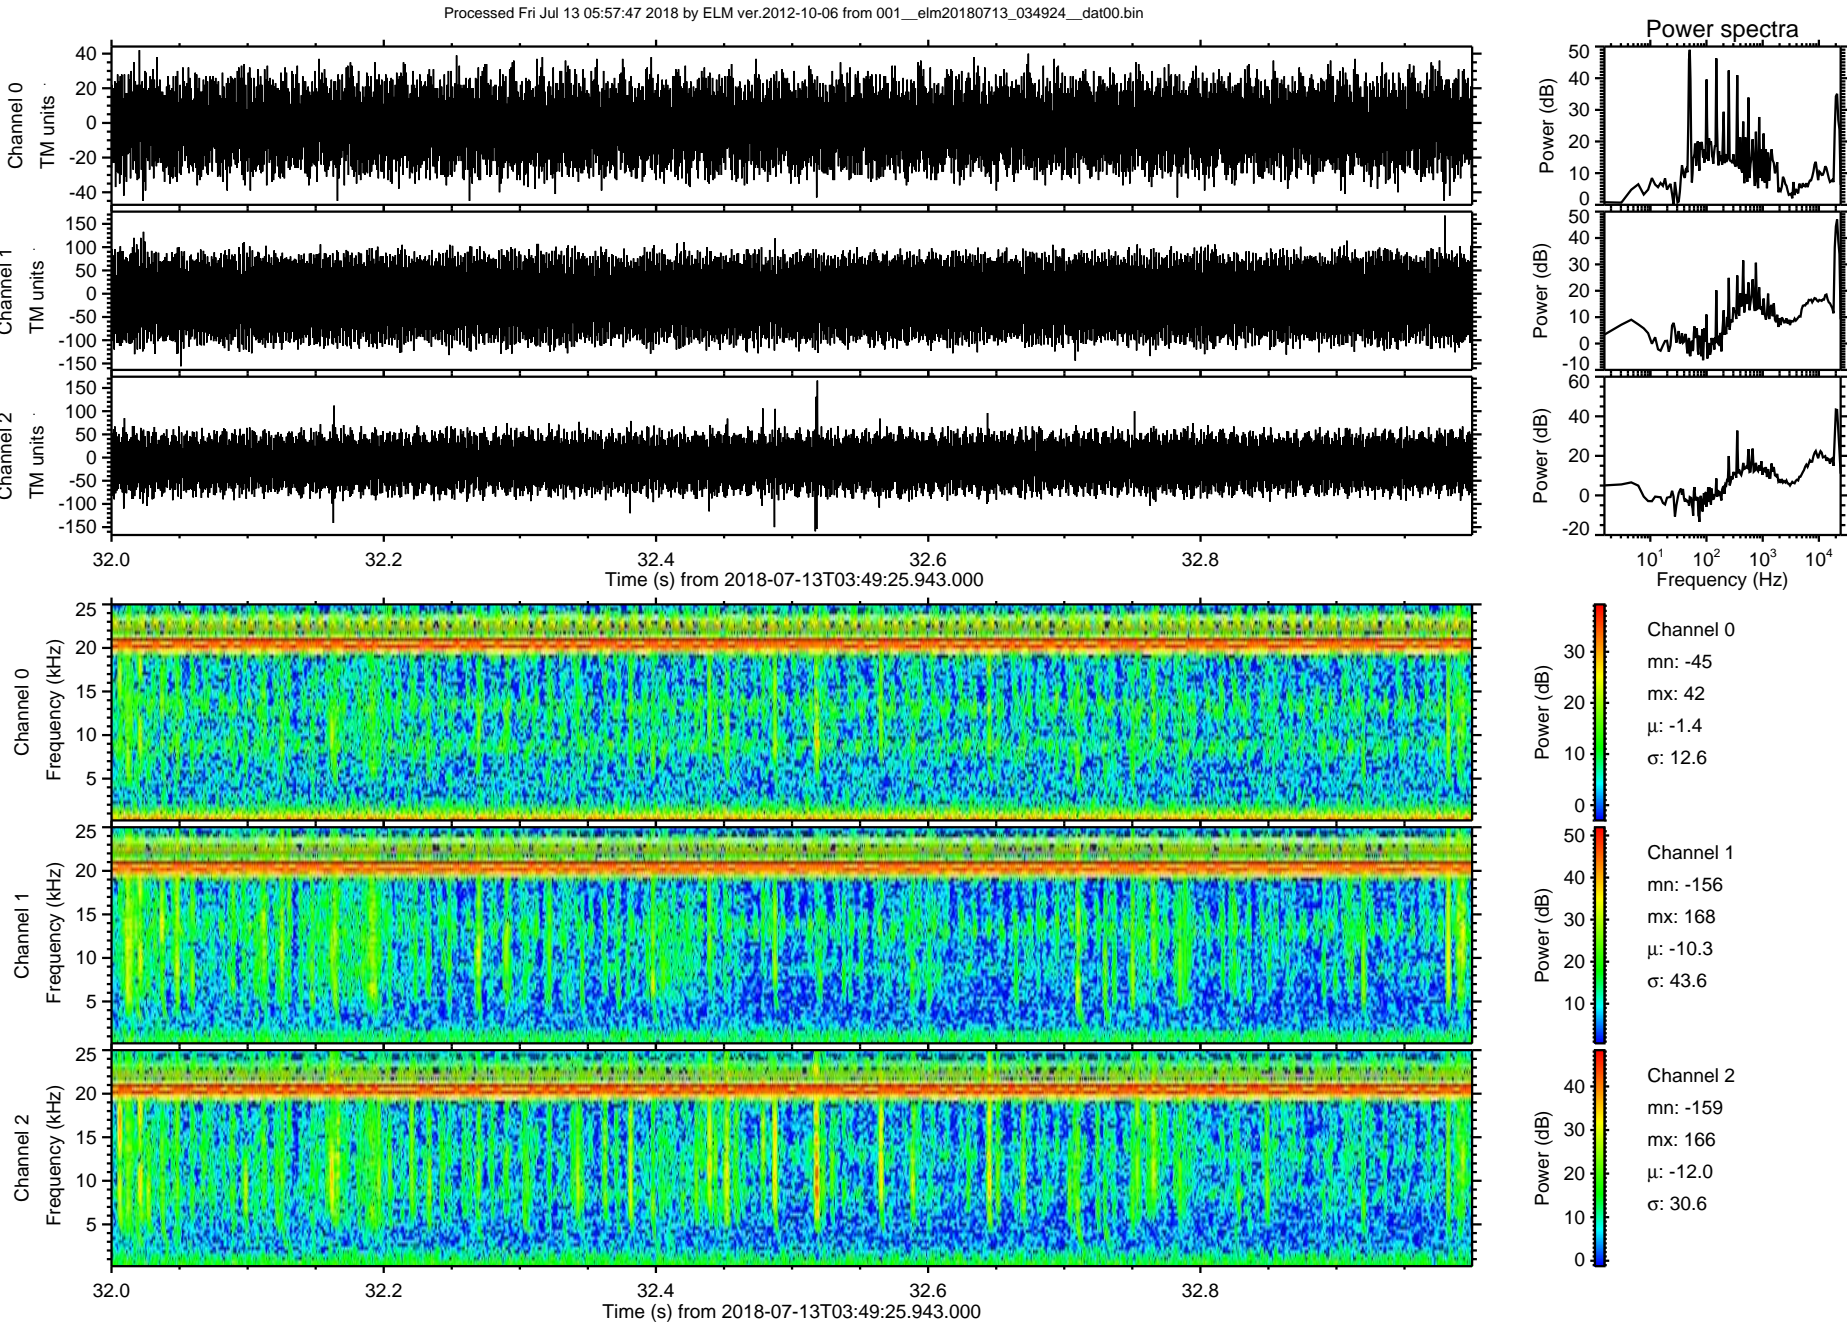 Processed Fri Jul 13 05:57:47 2018 by ELM ver.2012-10-06 from 001__elm20180713_034924__dat00.bin
Power spectra
Channel 0
TM units
40
20
0
-20
-40
Power (dB)
50
40
30
20
10
0
Channel 1
TM units
150
100
50
0
-50
-100
-150
Power (dB)
50
40
30
20
10
0
-10
Channel 2
TM units
150
100
50
0
-50
-100
-150
Power (dB)
60
40
20
0
-20
32.0 32.2 32.4 32.6 32.8
Time (s) from 2018-07-13T03:49:25.943.000
10¹ 10² 10³ 10⁴
Frequency (Hz)
Channel 0
Frequency (kHz)
25
20
15
10
5
Power (dB)
30
20
10
0
Channel 0
mn: -45
mx: 42
μ: -1.4
σ: 12.6
Channel 1
Frequency (kHz)
25
20
15
10
5
Power (dB)
50
40
30
20
10
Channel 1
mn: -156
mx: 168
μ: -10.3
σ: 43.6
Channel 2
Frequency (kHz)
25
20
15
10
5
Power (dB)
40
30
20
10
0
Channel 2
mn: -159
mx: 166
μ: -12.0
σ: 30.6
32.0 32.2 32.4 32.6 32.8
Time (s) from 2018-07-13T03:49:25.943.000